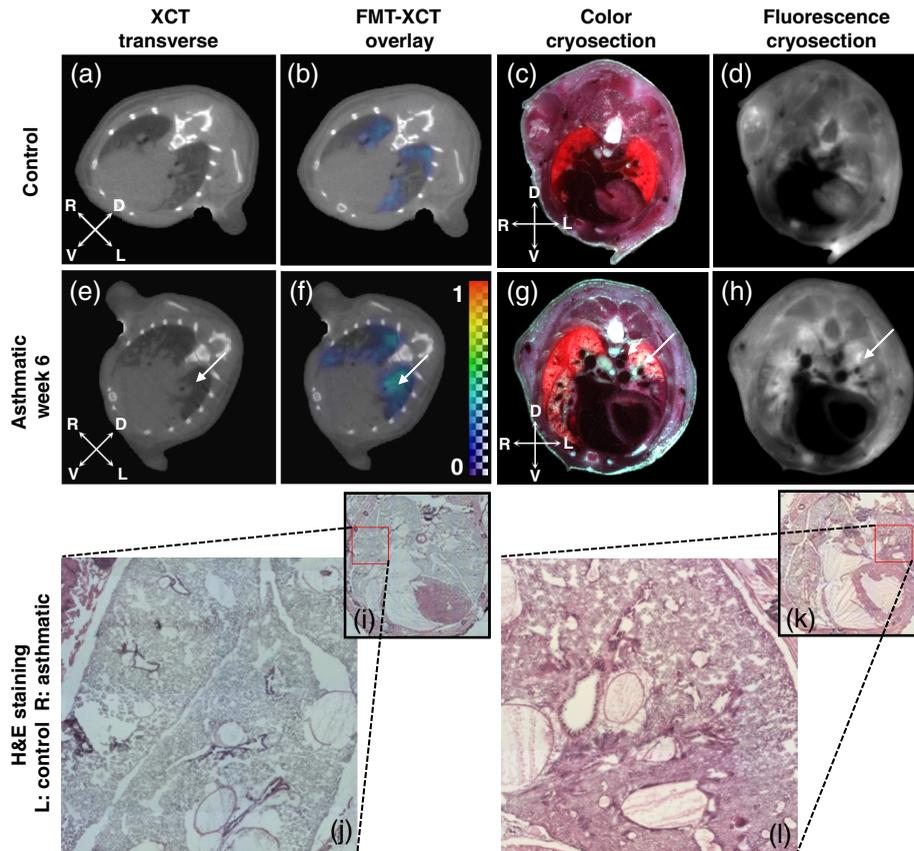 XCT
transverse
FMT-XCT
overlay
Color
cryosection
Fluorescence
cryosection
Control
(a)
(b)
(c)
(d)
R D
V L
D
R L
V
Asthmatic
week 6
(e)
(f)
1
0
(g)
(h)
R D
V L
D
R L
V
H&E staining
L: control R: asthmatic
(i)
(j)
(k)
(l)